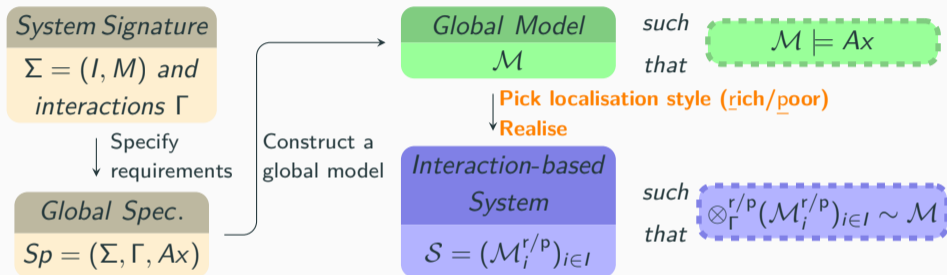 System Signature
Σ = (I, M) and
interactions Γ
Specify
requirements
Global Spec.
Sp = (Σ, Γ, Ax)
Construct a
global model
Global Model
ℳ
such
that
ℳ ⊨ Ax
Pick localisation style (rich/poor)
Realise
Interaction-based
System
𝒮 = (ℳᵢ^{r/p})_{i∈I}
such
that
⊗_Γ^{r/p}(ℳᵢ^{r/p})_{i∈I} ∼ ℳ